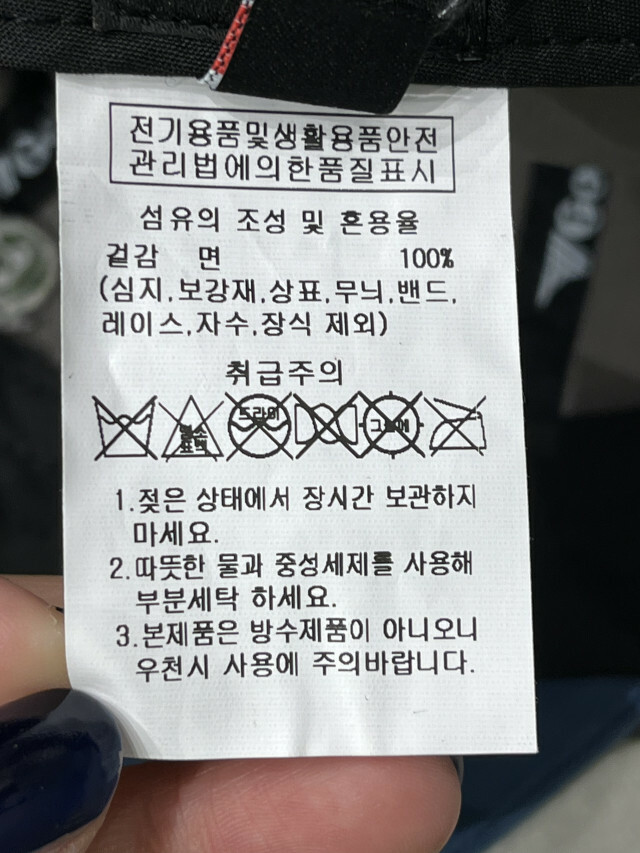 전기용품및생활용품안전
관리법에의한품질표시
섬유의 조성 및 혼용율
겉감 면 100%
(심지,보강재,상표,무늬,밴드,
레이스,자수,장식 제외)
취급주의
염소
표백
드라이
그늘에
1.젖은 상태에서 장시간 보관하지
마세요.
2.따뜻한 물과 중성세제를 사용해
부분세탁 하세요.
3.본제품은 방수제품이 아니오니
우천시 사용에 주의바랍니다.